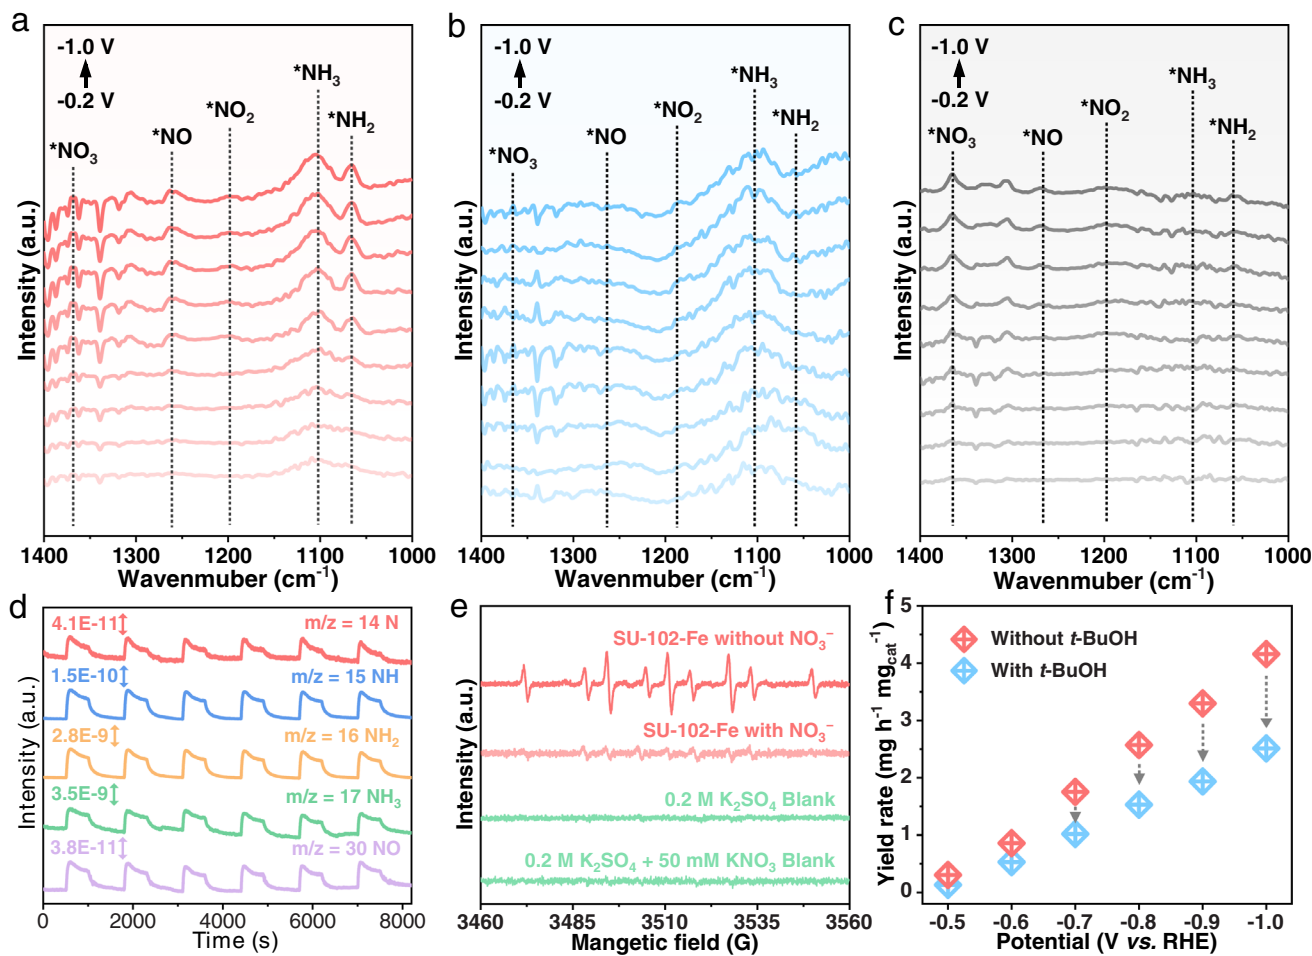 a
-1.0 V
-0.2 V
*NO₃
*NO
*NO₂
*NH₃
*NH₂
Intensity (a.u.)
1400
1300
1200
1100
1000
Wavenmuber (cm⁻¹)
b
-1.0 V
-0.2 V
*NO₃
*NO
*NO₂
*NH₃
*NH₂
Intensity (a.u.)
1400
1300
1200
1100
1000
Wavenmuber (cm⁻¹)
c
-1.0 V
-0.2 V
*NO₃
*NO
*NO₂
*NH₃
*NH₂
Intensity (a.u.)
1400
1300
1200
1100
1000
Wavenmuber (cm⁻¹)
d
4.1E-11
m/z = 14 N
1.5E-10
m/z = 15 NH
2.8E-9
m/z = 16 NH₂
3.5E-9
m/z = 17 NH₃
3.8E-11
m/z = 30 NO
Intensity (a.u.)
0
2000
4000
6000
8000
Time (s)
e
SU-102-Fe without NO₃⁻
SU-102-Fe with NO₃⁻
0.2 M K₂SO₄ Blank
0.2 M K₂SO₄ + 50 mM KNO₃ Blank
Intensity (a.u.)
3460
3485
3510
3535
3560
Mangetic field (G)
f
Without t-BuOH
With t-BuOH
Yield rate (mg h⁻¹ mg_cat⁻¹)
5
4
3
2
1
0
-0.5
-0.6
-0.7
-0.8
-0.9
-1.0
Potential (V vs. RHE)